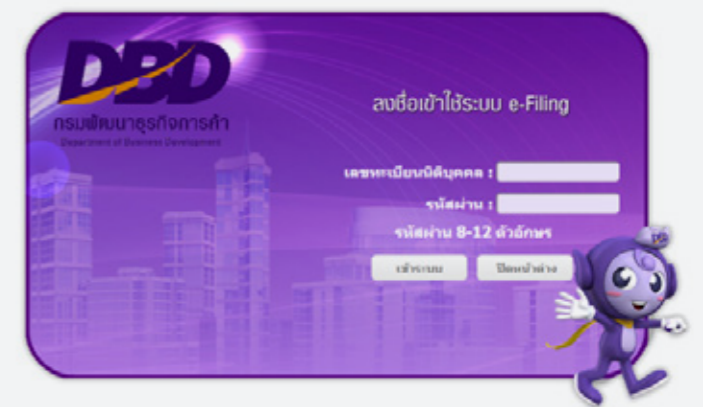 DBD
กรมพัฒนาธุรกิจการค้า
Department of Business Development
ลงชื่อเข้าใช้ระบบ e-Filing
เลขทะเบียนนิติบุคคล :
รหัสผ่าน :
รหัสผ่าน 8-12 ตัวอักษร
เข้าระบบ
ปิดหน้าต่าง